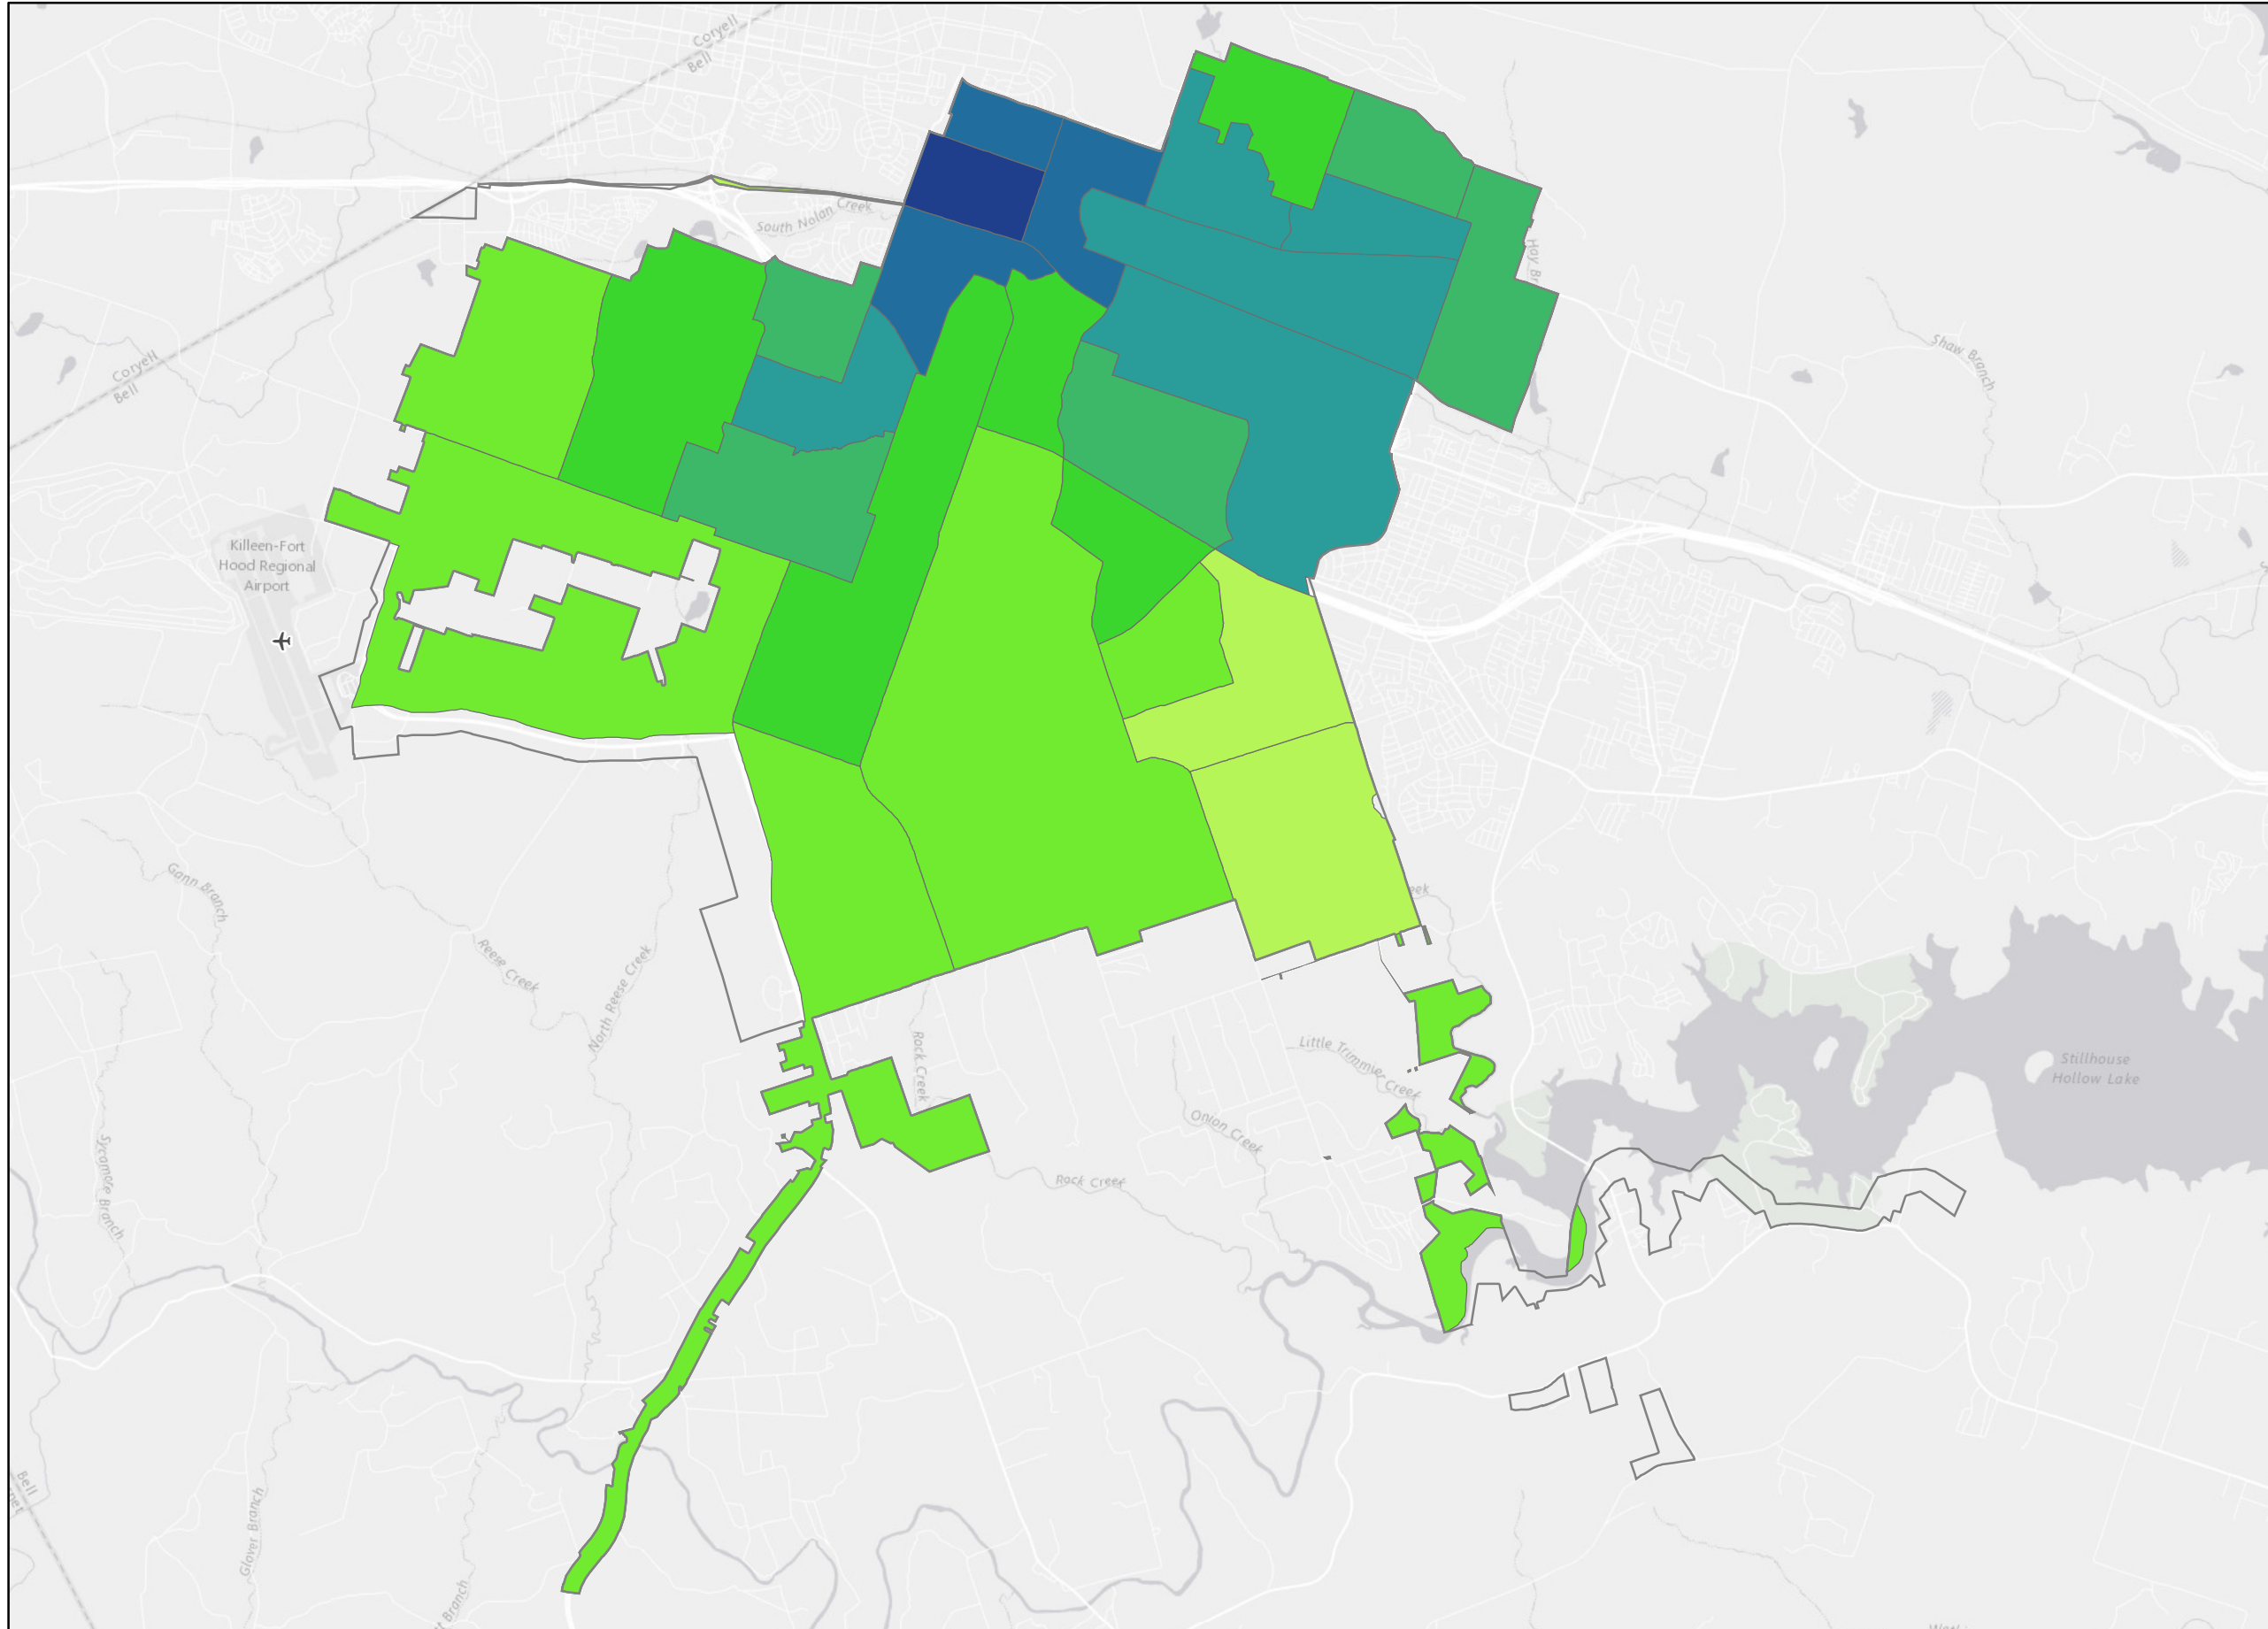 Coryell
Bell
South Nolan Creek
Coryell
Bell
Shaw Branch
Killeen-Fort
Hood Regional
Airport
Gann Branch
Reese Creek
North Reese Creek
Rock Creek
Little Trimmier Creek
Stillhouse
Hollow Lake
Onion Creek
Rock Creek
Sycamore Branch
Bell
Glover Branch
Branch